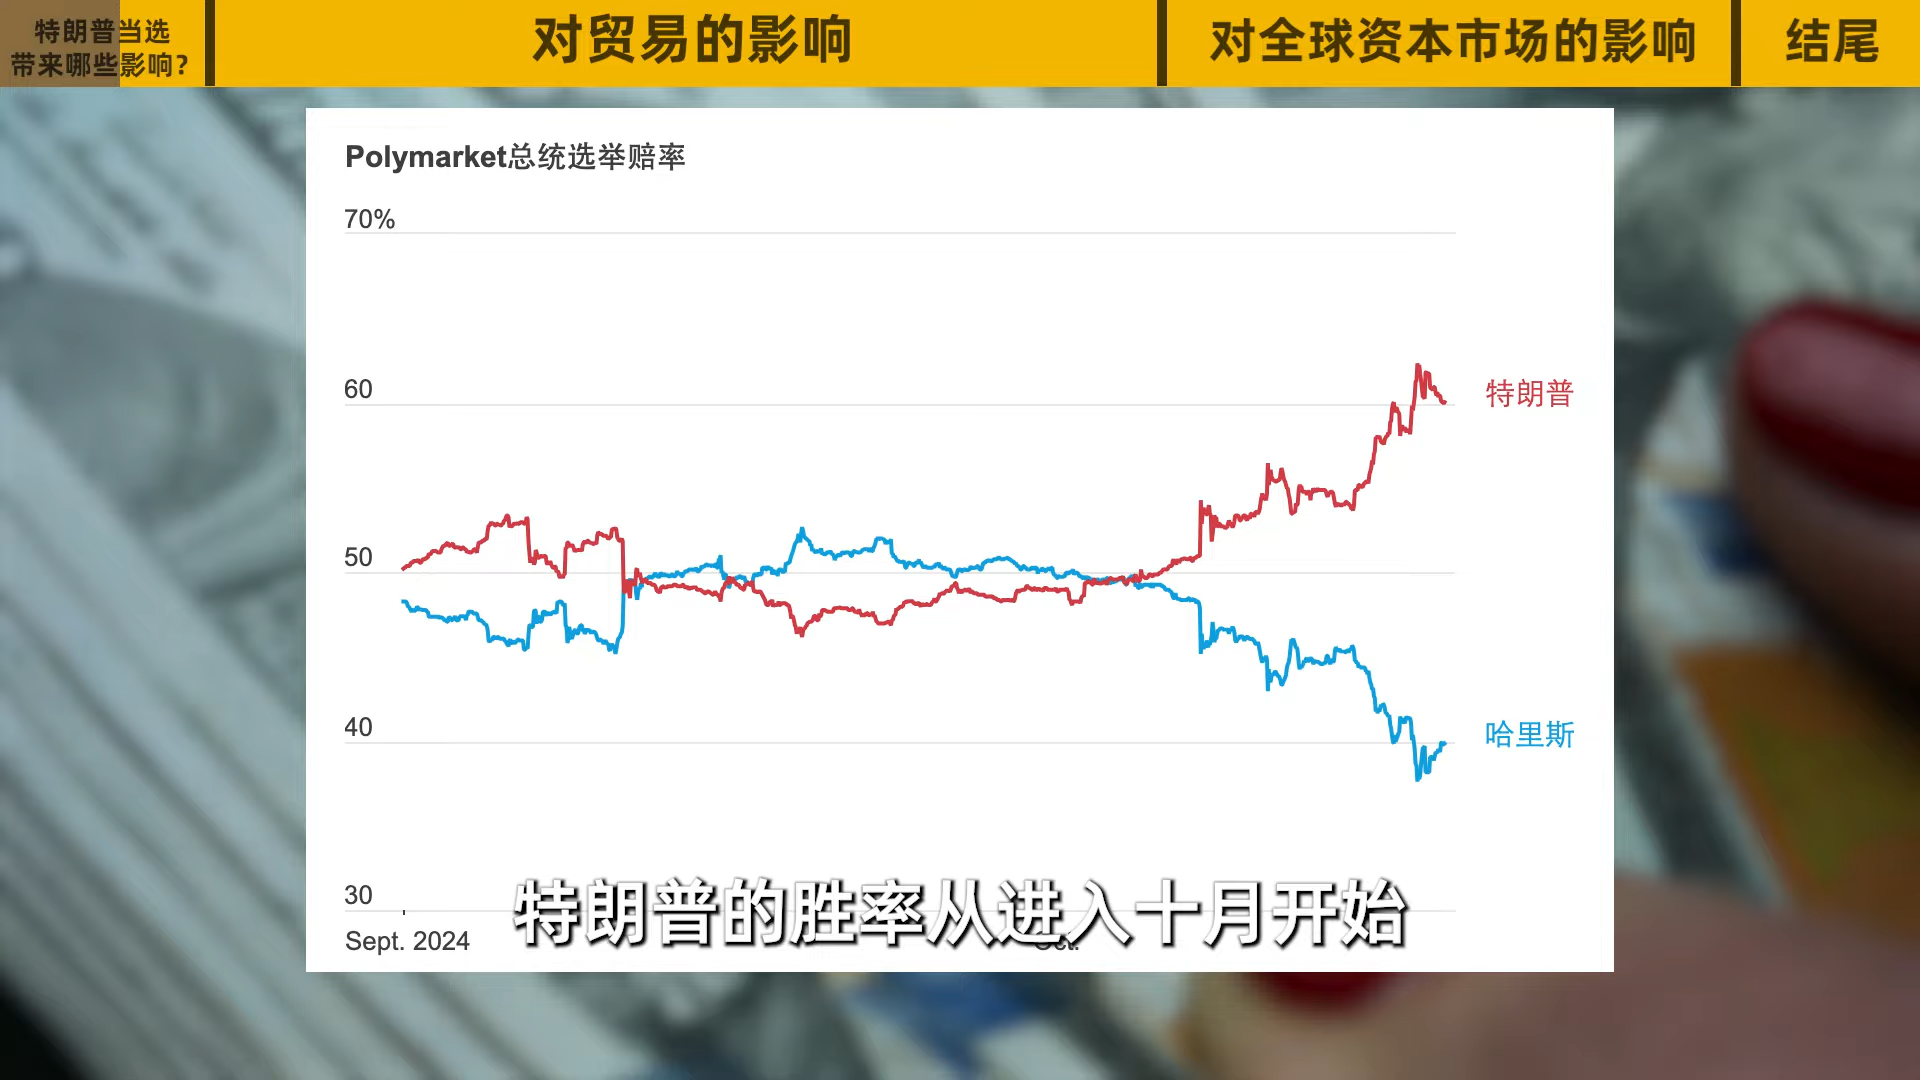 特朗普当选
带来哪些影响?
对贸易的影响
对全球资本市场的影响
结尾
Polymarket总统选举赔率
70%
60
特朗普
50
40
哈里斯
30
特朗普的胜率从进入十月开始
Sept. 2024
Oct.